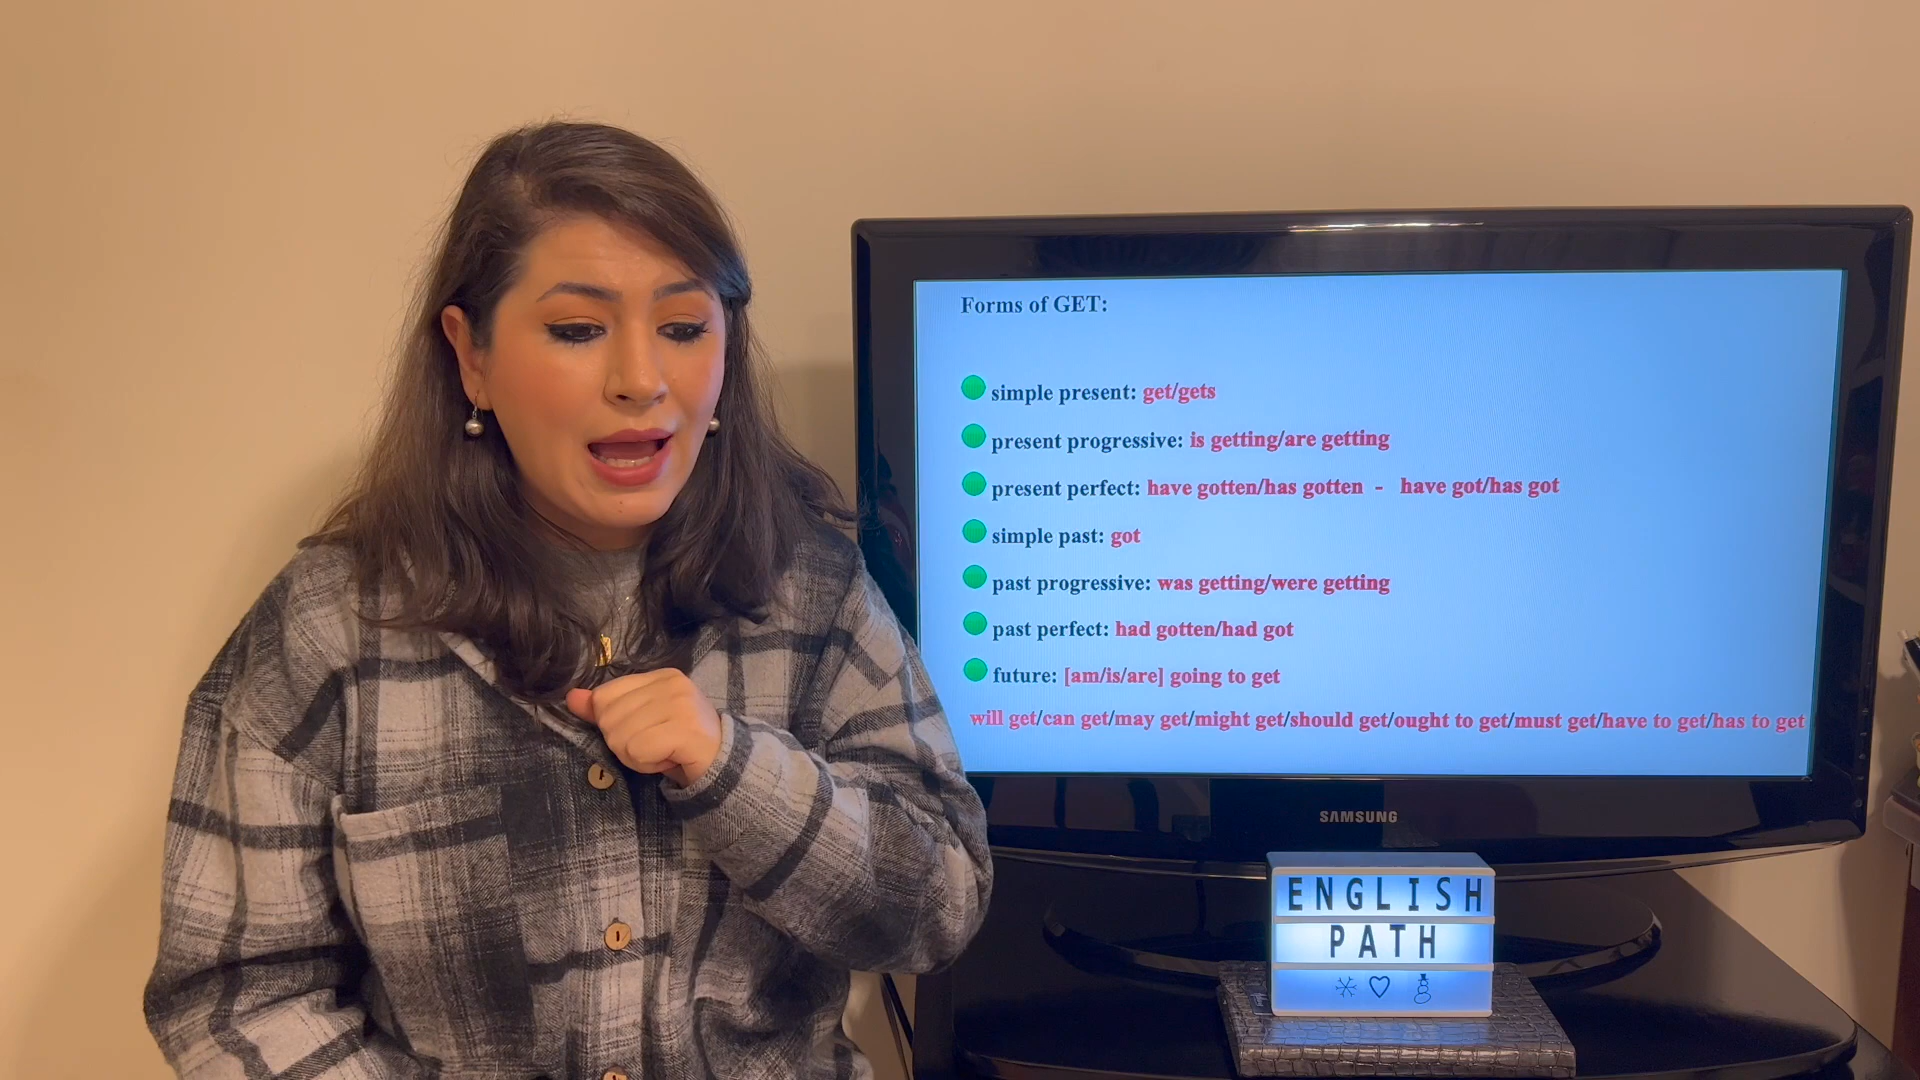 Forms of GET:
simple present: get/gets
present progressive: is getting/are getting
present perfect: have gotten/has gotten - have got/has got
simple past: got
past progressive: was getting/were getting
past perfect: had gotten/had got
future: [am/is/are] going to get
will get/can get/may get/might get/should get/ought to get/must get/have to get/has to get
SAMSUNG
ENGLISH
PATH